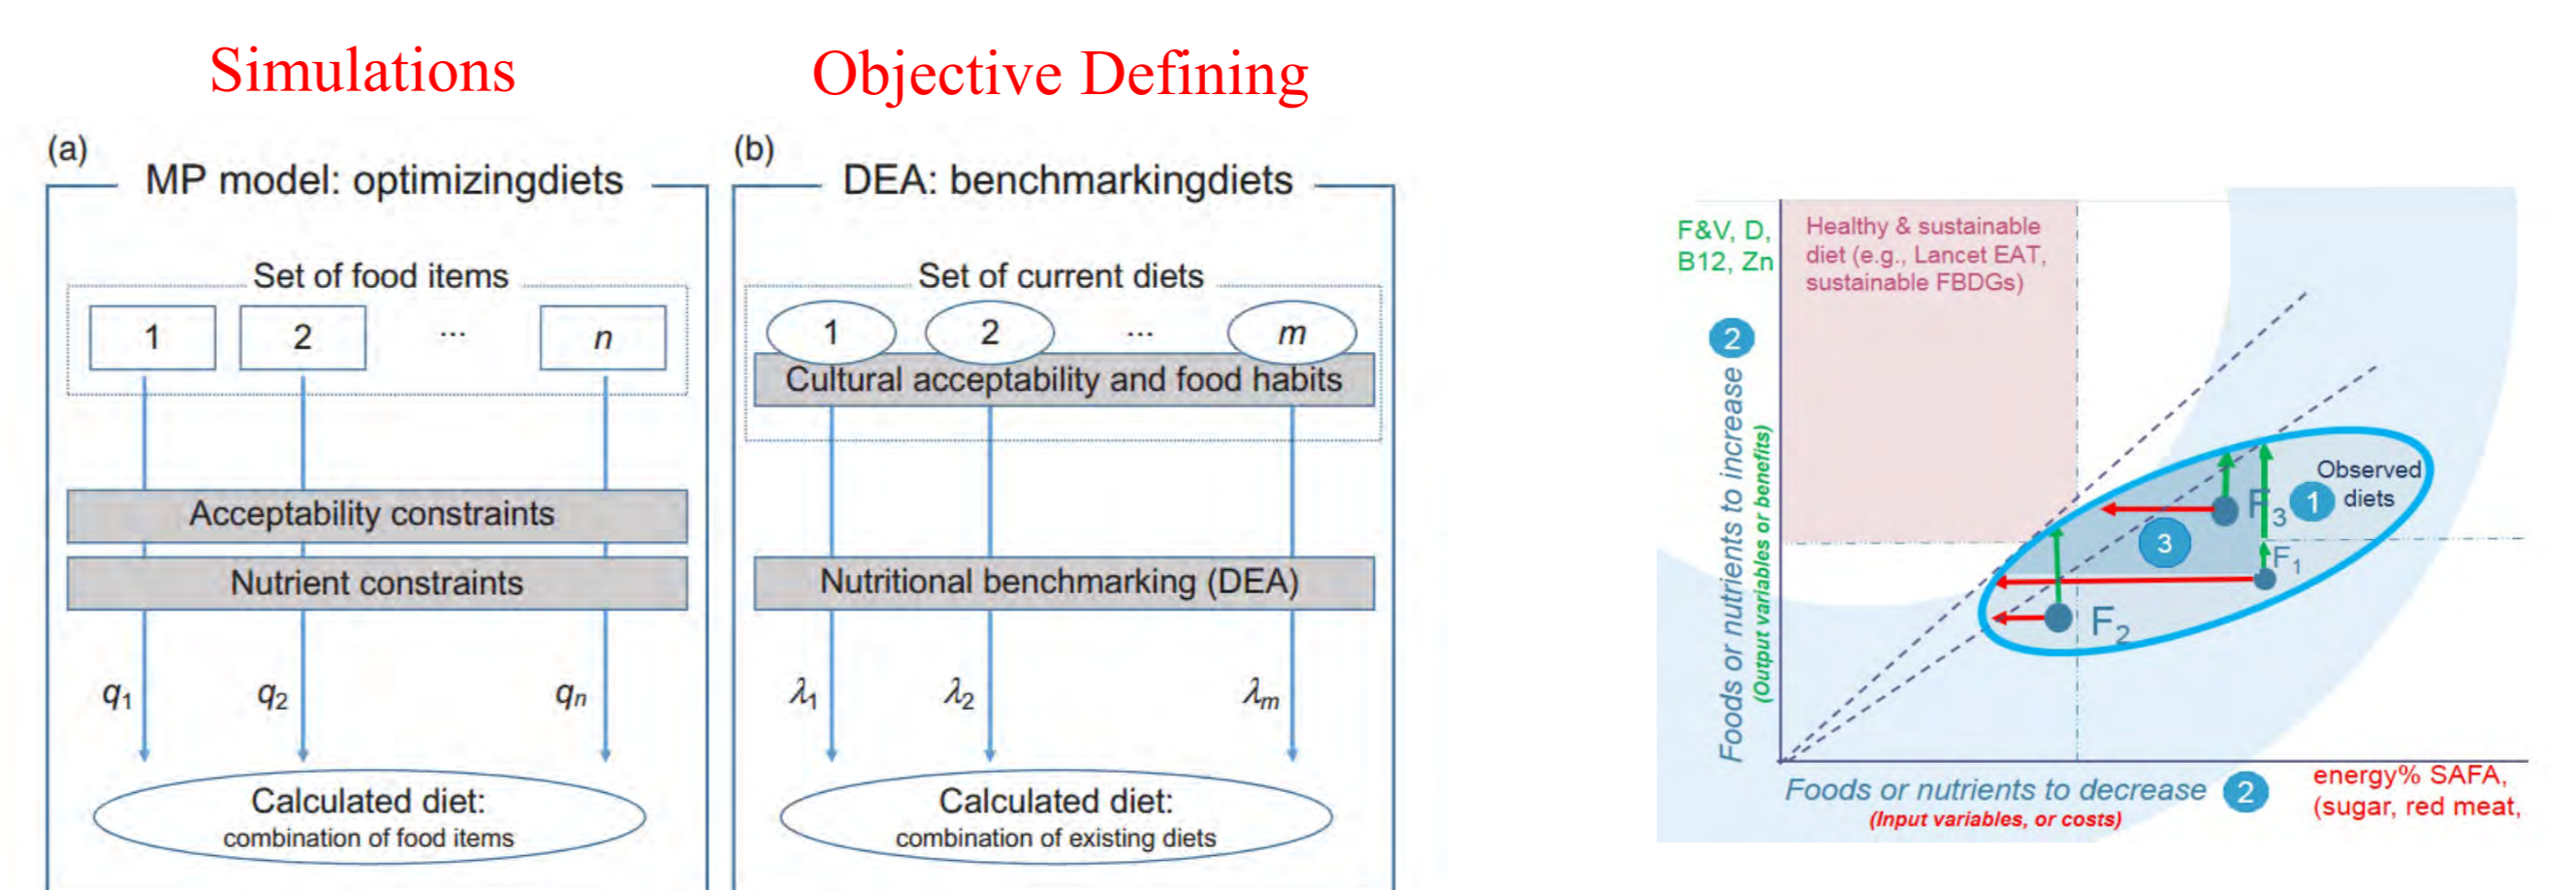 Simulations
Objective Defining
(a)
MP model: optimizingdiets
Set of food items
1
2
...
n
Acceptability constraints
Nutrient constraints
q1
q2
qn
Calculated diet:
combination of food items
(b)
DEA: benchmarkingdiets
Set of current diets
1
2
...
m
Cultural acceptability and food habits
Nutritional benchmarking (DEA)
λ1
λ2
λm
Calculated diet:
combination of existing diets
F&V, D,
B12, Zn
Healthy & sustainable
diet (e.g., Lancet EAT,
sustainable FBDGs)
2
Foods or nutrients to increase
(Output variables or benefits)
Observed
diets
1
F3
3
F1
F2
Foods or nutrients to decrease
2
(Input variables, or costs)
energy% SAFA,
(sugar, red meat,